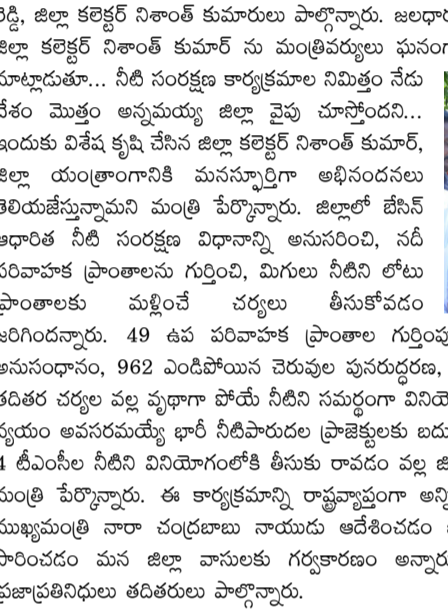 రెడ్డి, జిల్లా కలెక్టర్ నిశాంత్ కుమారులు పాల్గొన్నారు. జలధార
జిల్లా కలెక్టర్ నిశాంత్ కుమార్ ను మంత్రివర్యులు ఘనంగ
మాట్లాడుతూ... నీటి సంరక్షణ కార్యక్రమాల నిమిత్తం నేడు
దేశం మొత్తం అన్నమయ్య జిల్లా వైపు చూస్తోందని...
ఇందుకు విశేష కృషి చేసిన జిల్లా కలెక్టర్ నిశాంత్ కుమార్,
జిల్లా యంత్రాంగానికి మనస్ఫూర్తిగా అభినందనలు
తెలియజేస్తున్నామని మంత్రి పేర్కొన్నారు. జిల్లాలో బేసిన్
ఆధారిత నీటి సంరక్షణ విధానాన్ని అనుసరించి, నదీ
పరివాహక ప్రాంతాలను గుర్తించి, మిగులు నీటిని లోటు
ప్రాంతాలకు మళ్లించే చర్యలు తీసుకోవడం
జరిగిందన్నారు. 49 ఉప పరివాహక ప్రాంతాల గుర్తింపు
అనుసంధానం, 962 ఎండిపోయిన చెరువుల పునరుద్ధరణ,
తదితర చర్యల వల్ల వృథాగా పోయే నీటిని సమర్థంగా వినియో
వ్యయం అవసరమయ్యే భారీ నీటిపారుదల ప్రాజెక్టులకు బదు
4 టీఎంసీల నీటిని వినియోగంలోకి తీసుకు రావడం వల్ల జి
మంత్రి పేర్కొన్నారు. ఈ కార్యక్రమాన్ని రాష్ట్రవ్యాప్తంగా అన్ని
ముఖ్యమంత్రి నారా చంద్రబాబు నాయుడు ఆదేశించడం
సారించడం మన జిల్లా వాసులకు గర్వకారణం అన్నారు
ప్రజాప్రతినిధులు తదితరులు పాల్గొన్నారు.